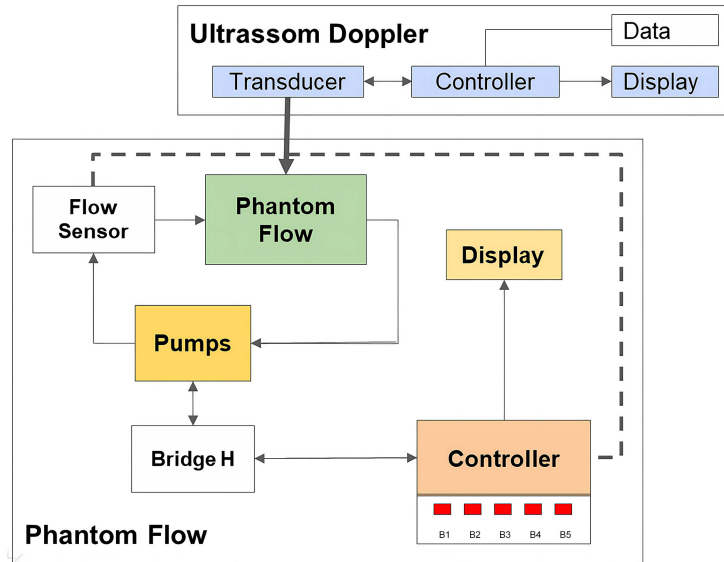 Ultrassom Doppler
Data
Transducer
Controller
Display
Flow
Sensor
Phantom
Flow
Display
Pumps
Bridge H
Controller
B1 B2 B3 B4 B5
Phantom Flow